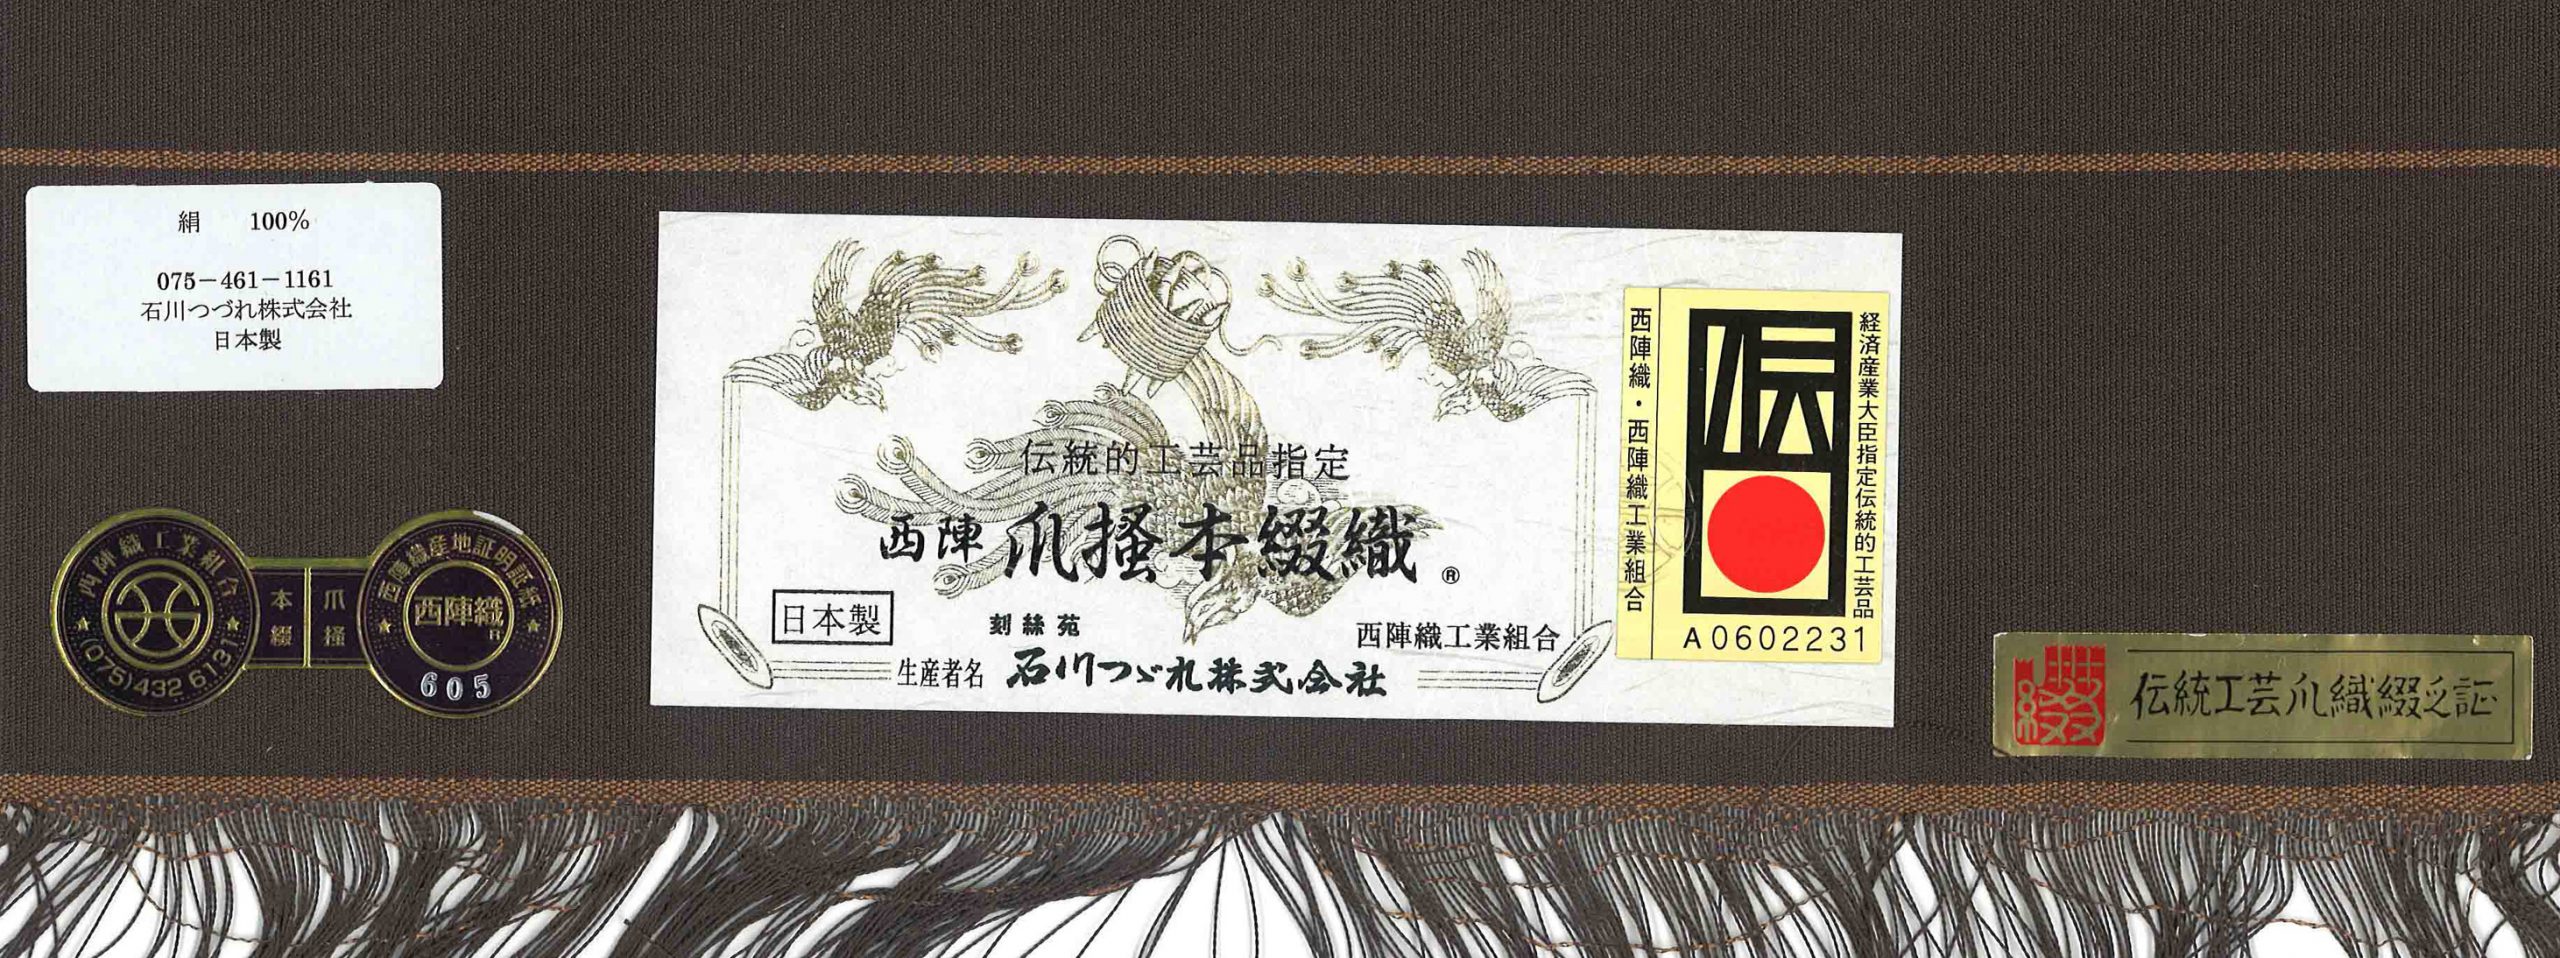 絹 100%
075-461-1161
石川つづれ株式会社
日本製
西陣織工業組合
(075)432 6131
本綴
爪掻
西陣織産地証明証紙
西陣織
R
605
伝統的工芸品指定
西陣 爪掻本綴織 ®
日本製
刻絲苑
西陣織工業組合
生産者名 石川つゞれ株式会社
経済産業大臣指定伝統的工芸品
伝
西陣織・西陣織工業組合
A0602231
綴
伝統工芸爪織綴之証